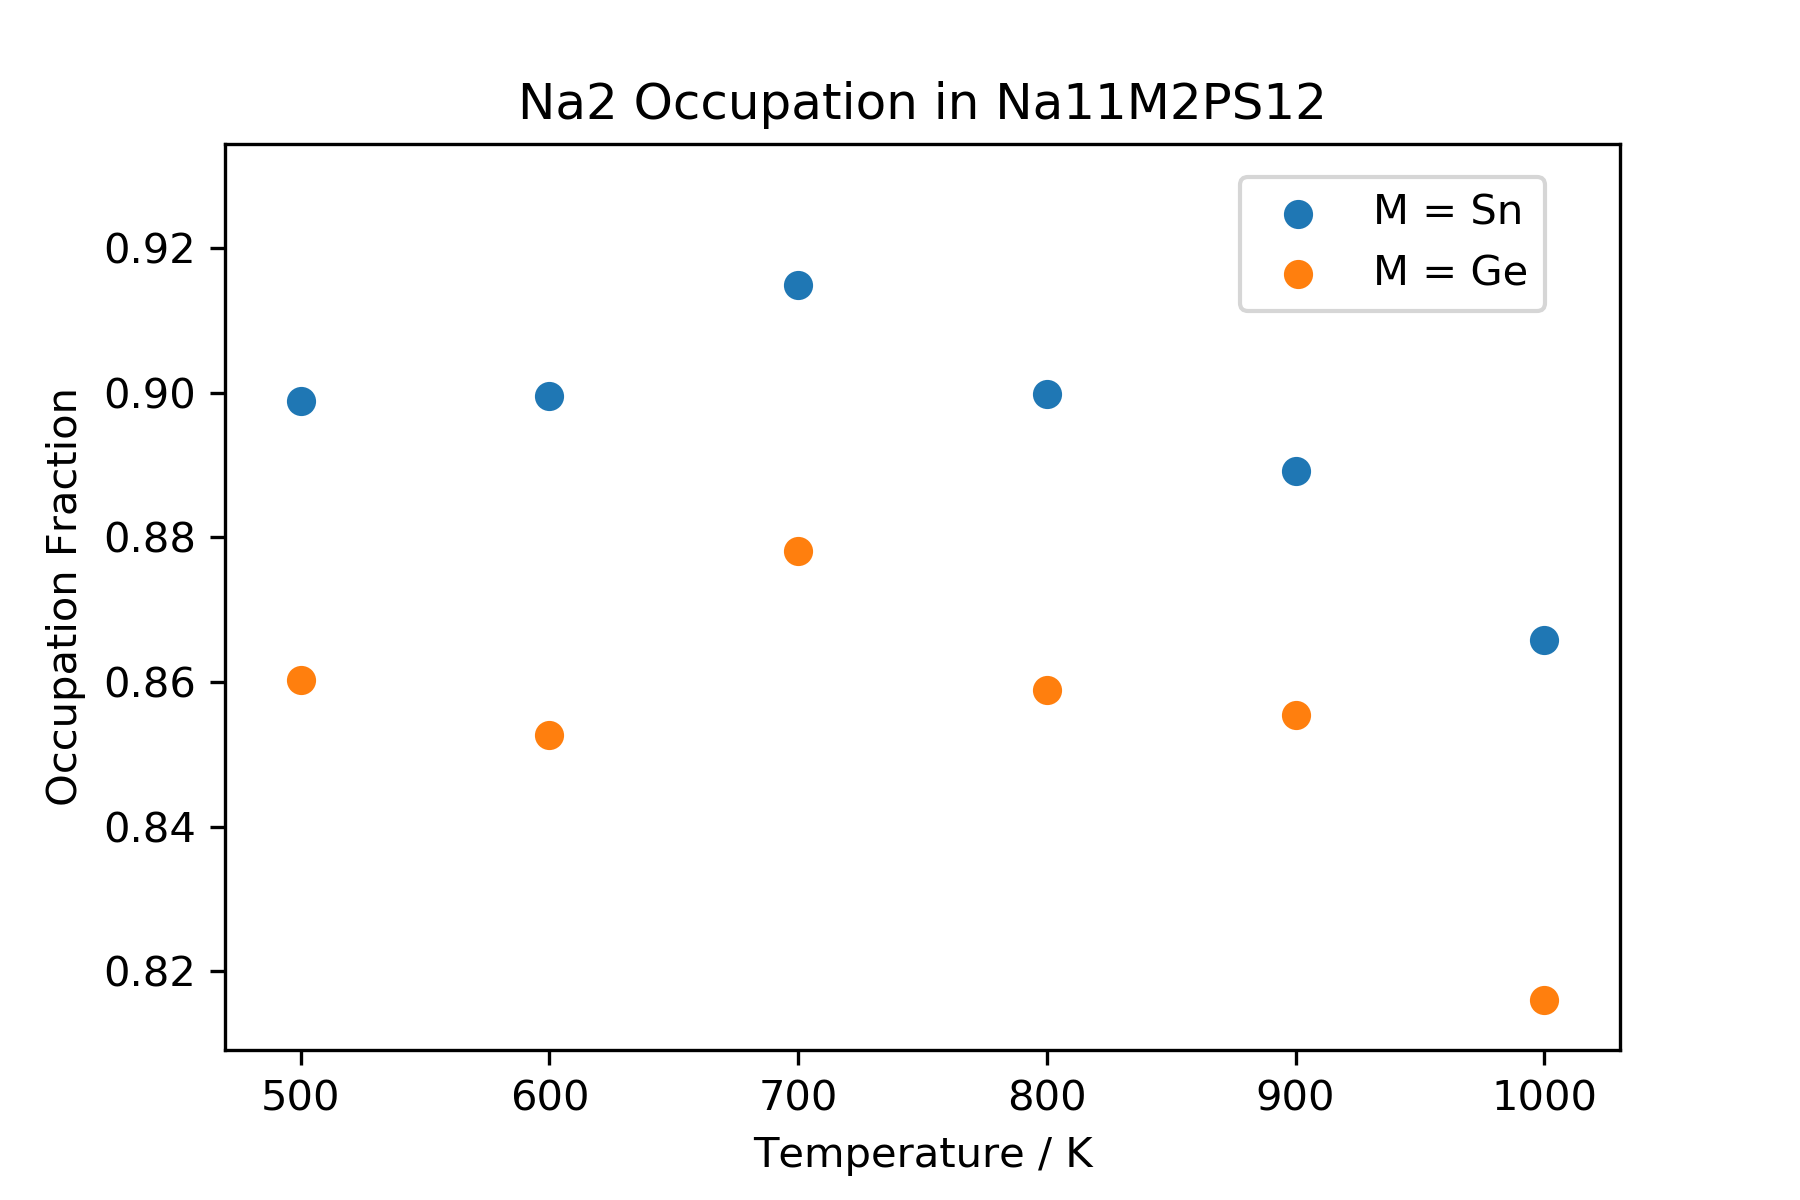 Na2 Occupation in Na11M2PS12
M = Sn
M = Ge
0.92
0.90
0.88
0.86
0.84
0.82
Occupation Fraction
500 600 700 800 900 1000
Temperature / K